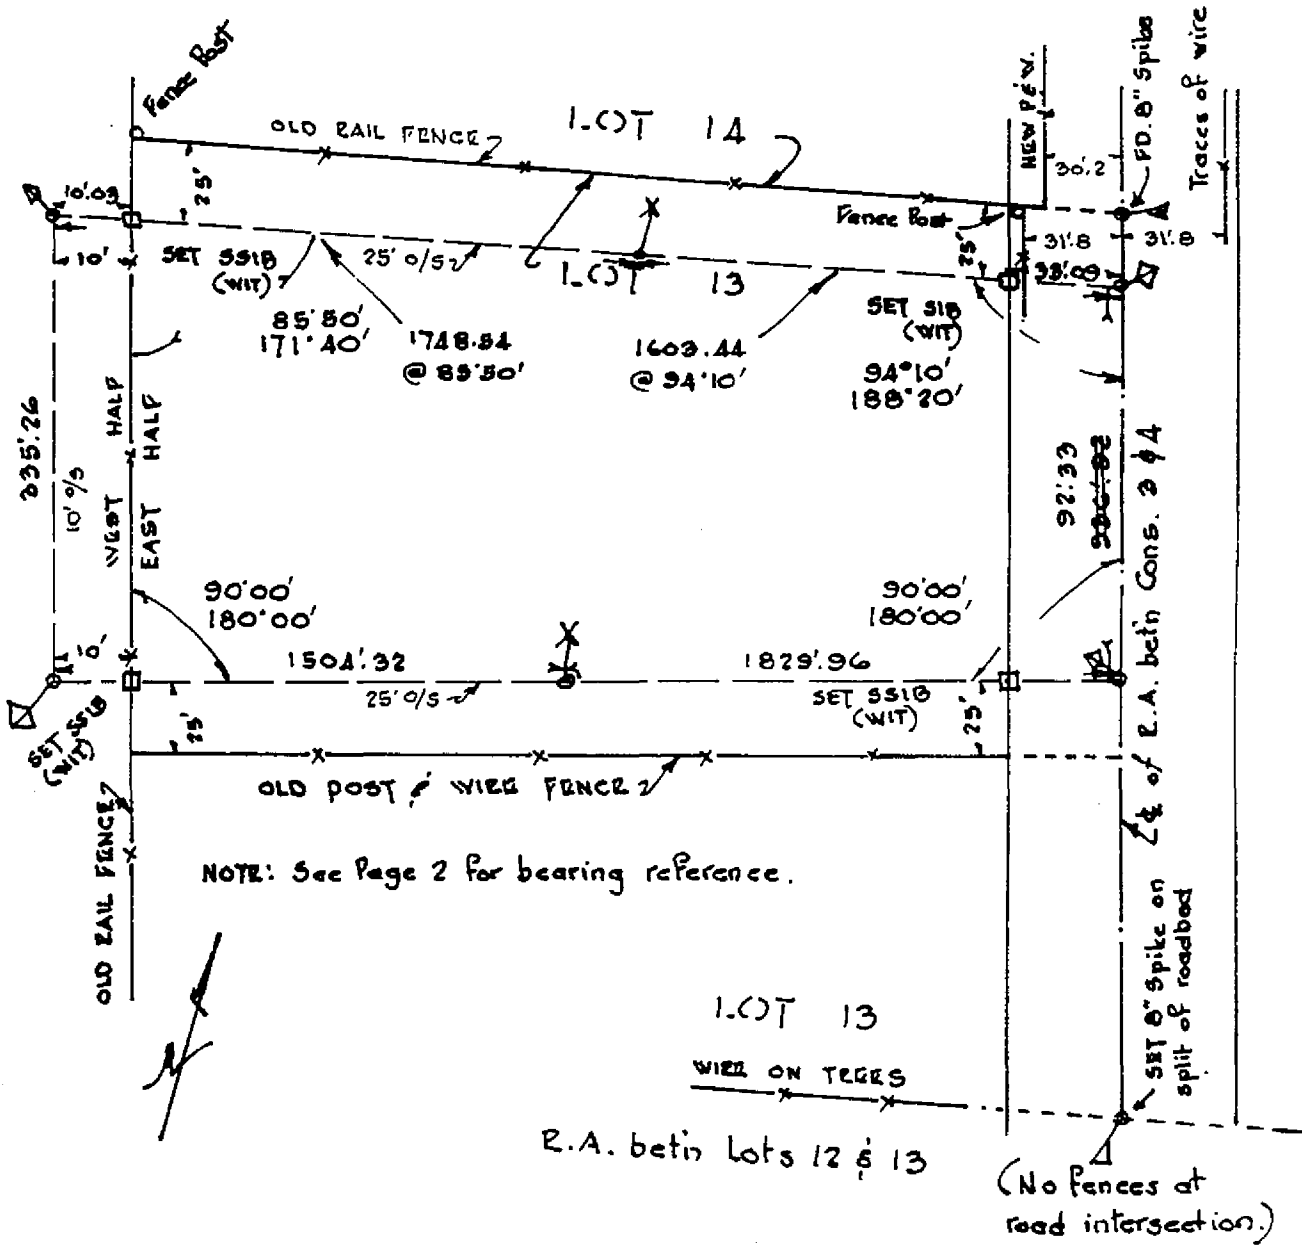 Fence Post
OLD RAIL FENCE
LOT 14
NEW P&W.
30'.2
FD. 8" Spike
Traces of wire
10'.03
25'
Fence Post
31'.8
31'.8
10'
SET SSIB
(WIT)
25' O/S
LOT 13
25'
33'.09
SET SIB
(WIT)
85°50'
171°40'
1748.54
@ 85°50'
1603.44
@ 94°10'
94°10'
188°20'
335'.26
10' O/S
WEST HALF
EAST HALF
92'.33
℄ of R.A. bet'n Cons. 3 & 4
90°00'
180°00'
90°00'
180°00'
10'
1504'.32
1829'.96
25' O/S
SET SSIB
(WIT)
SET SSIB
(WIT)
25'
25'
OLD POST & WIRE FENCE
OLD RAIL FENCE
NOTE: See Page 2 for bearing reference.
N
LOT 13
WIRE ON TREES
SET 8" Spike on
split of roadbed
R.A. bet'n Lots 12 & 13
(No fences at
road intersection.)